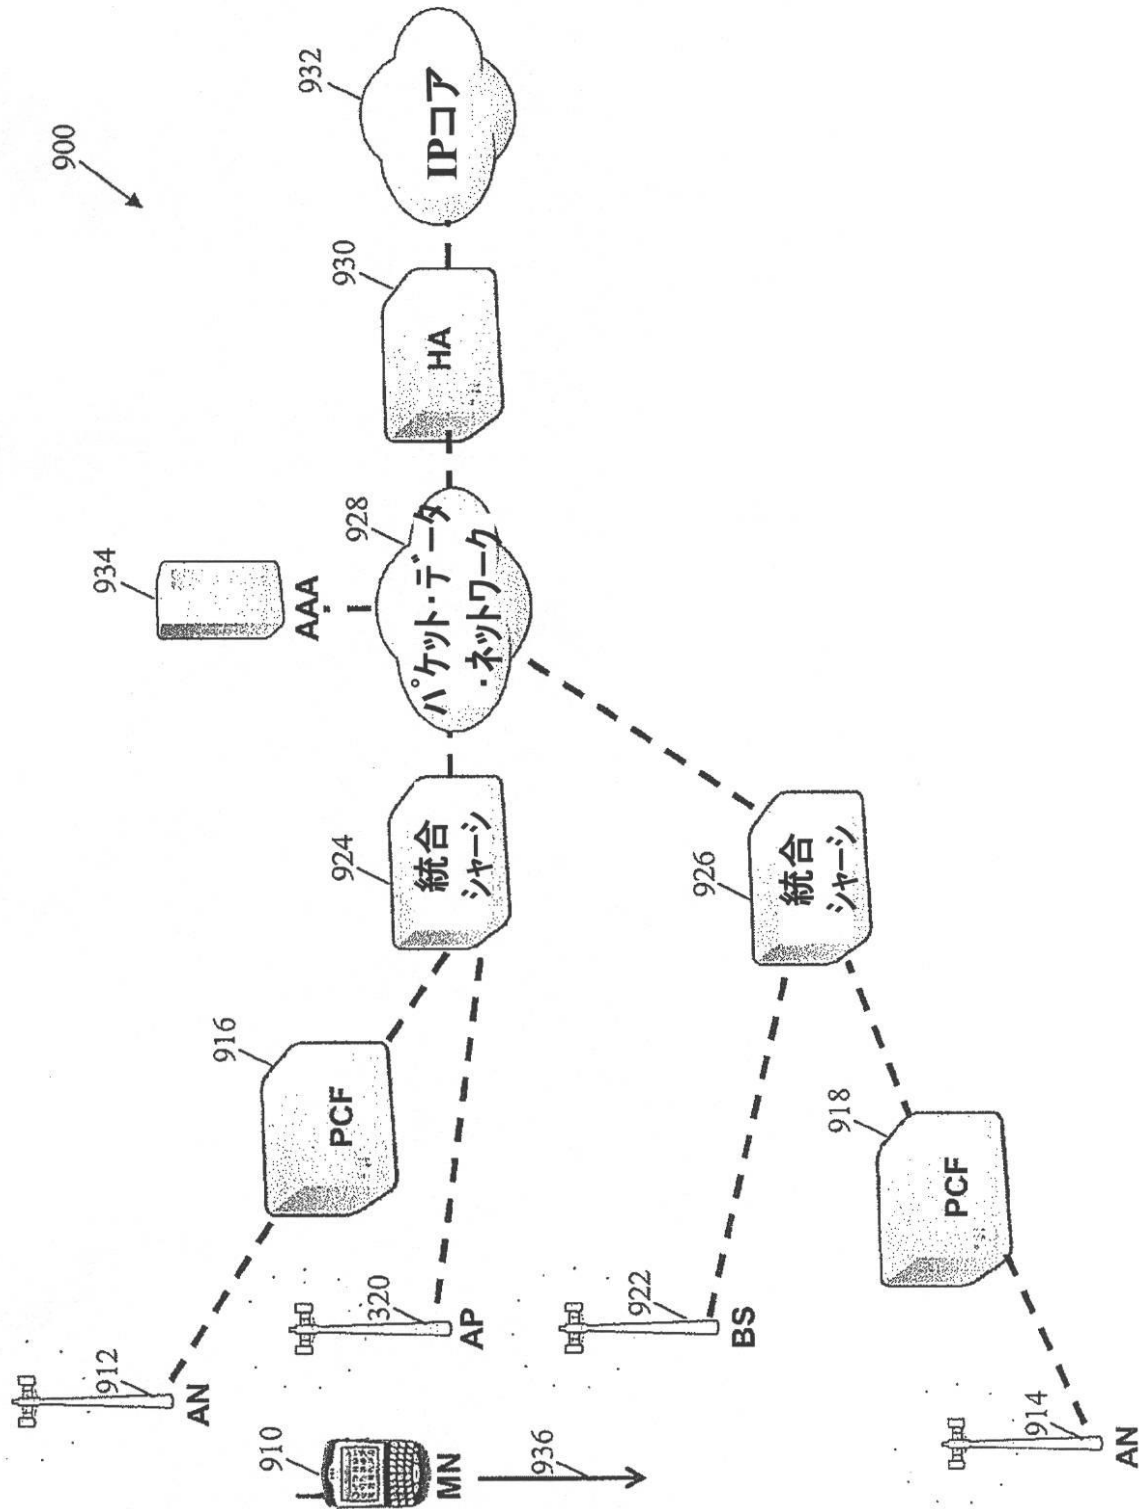 900
932
IPコア
930
HA
934
AAA
928
パケット・データ
・ネットワーク
924
統合
シャーシ
926
統合
シャーシ
916
PCF
918
PCF
912
AN
320
AP
922
BS
910
MN
936
914
AN